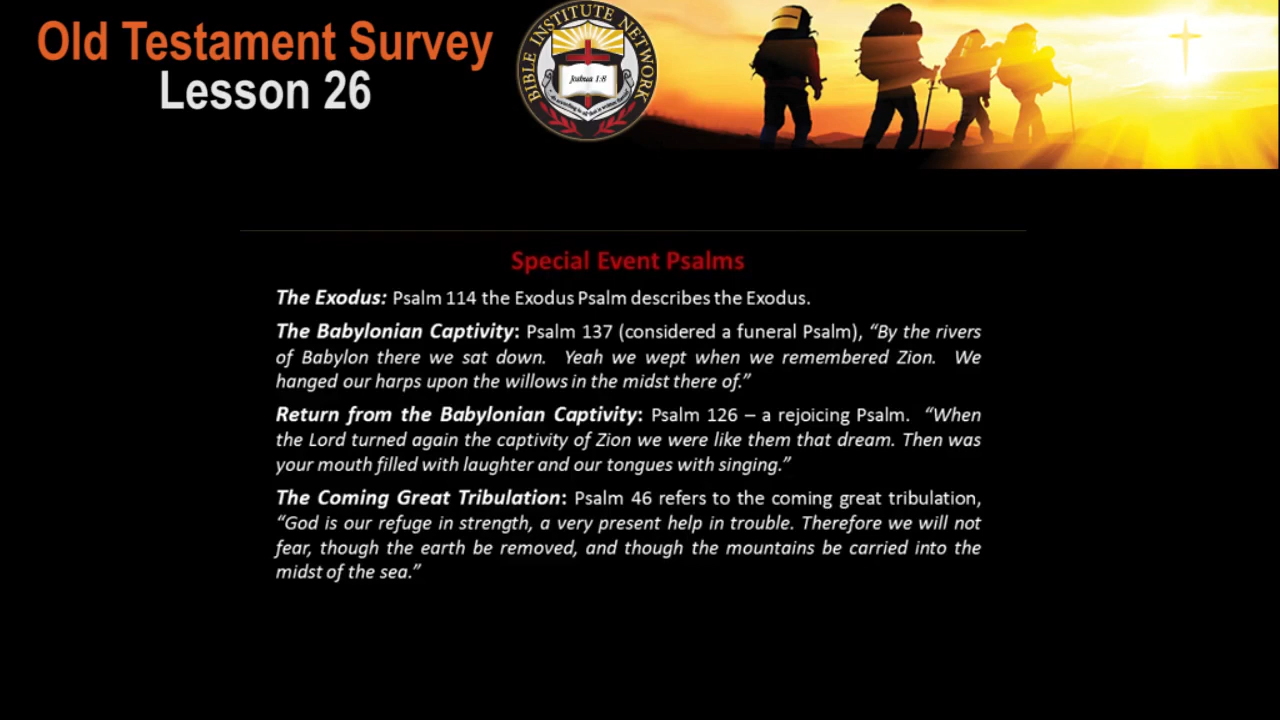 Old Testament Survey
Lesson 26
BIBLE INSTITUTE NETWORK
Joshua 1:8
Special Event Psalms
The Exodus: Psalm 114 the Exodus Psalm describes the Exodus.
The Babylonian Captivity: Psalm 137 (considered a funeral Psalm), “By the rivers
of Babylon there we sat down. Yeah we wept when we remembered Zion. We
hanged our harps upon the willows in the midst there of.”
Return from the Babylonian Captivity: Psalm 126 – a rejoicing Psalm. “When
the Lord turned again the captivity of Zion we were like them that dream. Then was
your mouth filled with laughter and our tongues with singing.”
The Coming Great Tribulation: Psalm 46 refers to the coming great tribulation,
“God is our refuge in strength, a very present help in trouble. Therefore we will not
fear, though the earth be removed, and though the mountains be carried into the
midst of the sea.”